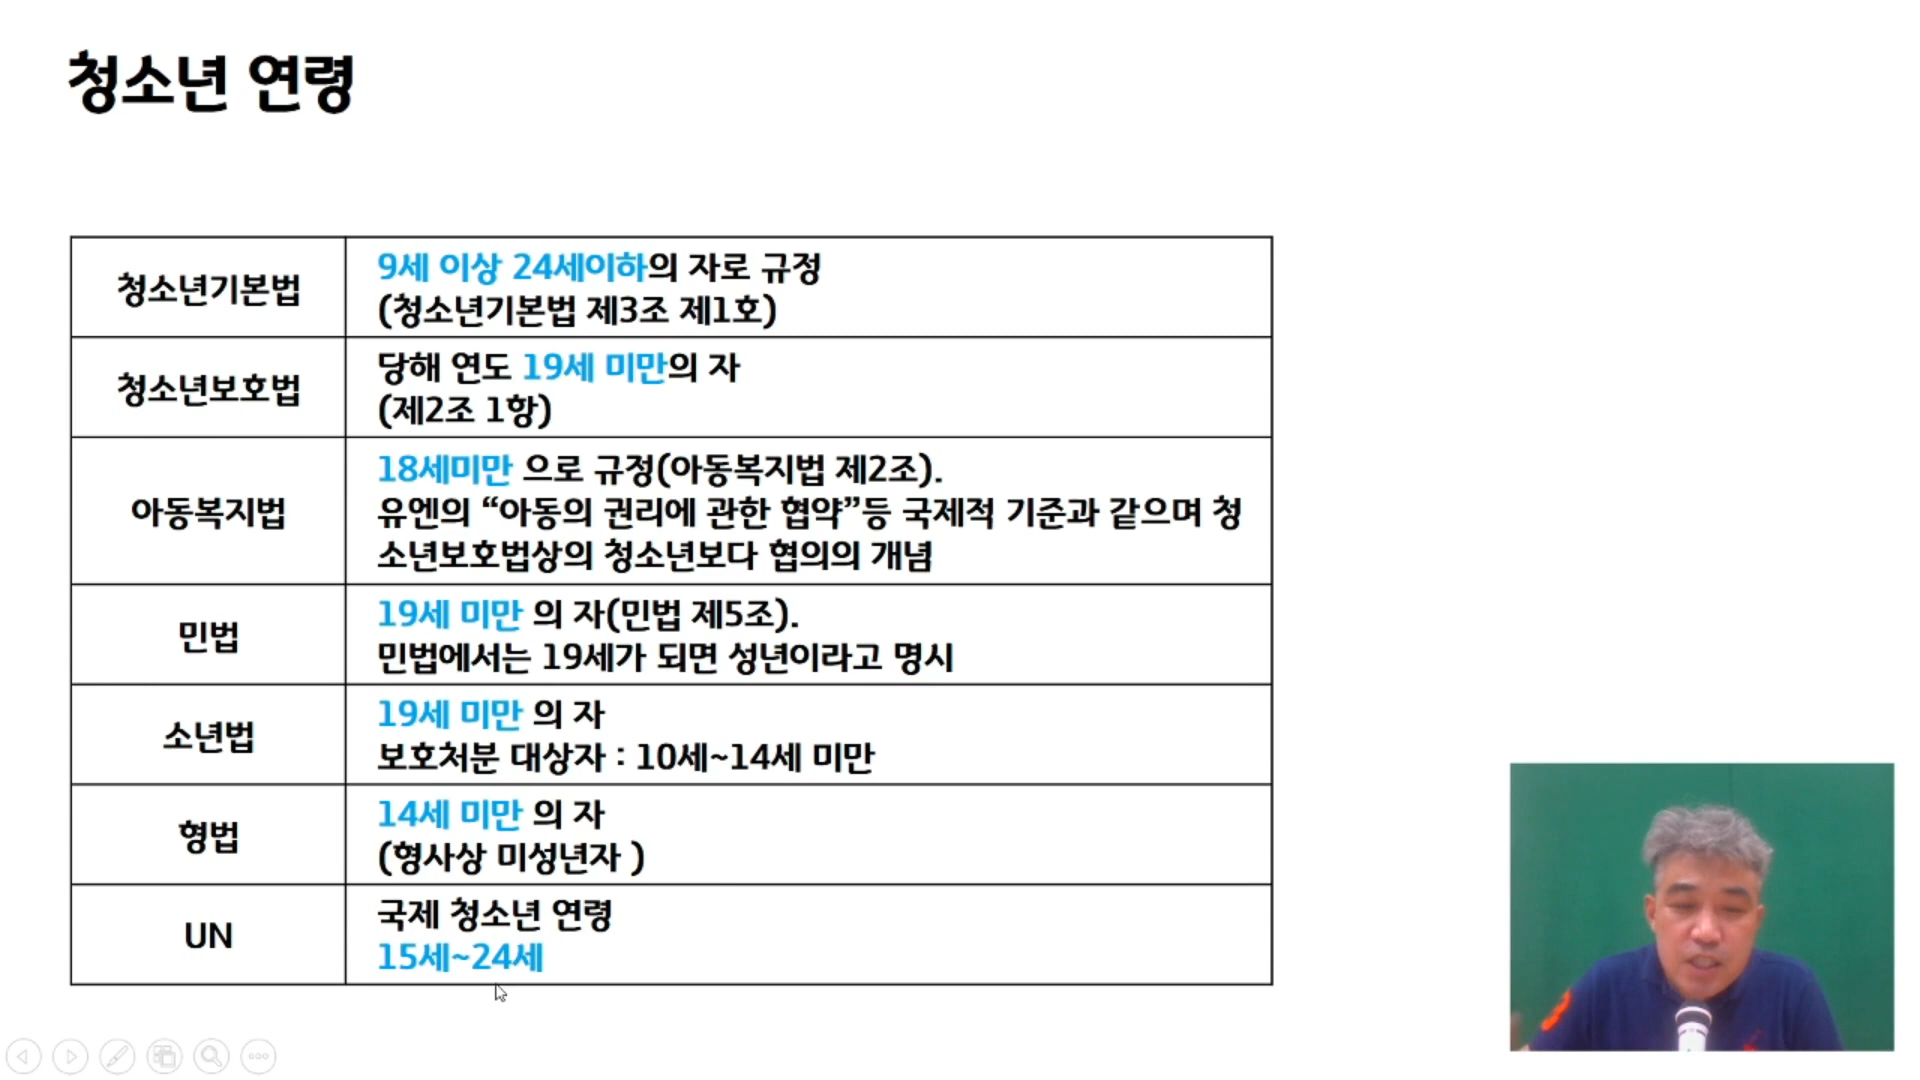 청소년 연령
청소년기본법
9세 이상 24세이하의 자로 규정
(청소년기본법 제3조 제1호)
청소년보호법
당해 연도 19세 미만의 자
(제2조 1항)
아동복지법
18세미만 으로 규정(아동복지법 제2조).
유엔의 “아동의 권리에 관한 협약”등 국제적 기준과 같으며 청
소년보호법상의 청소년보다 협의의 개념
민법
19세 미만 의 자(민법 제5조).
민법에서는 19세가 되면 성년이라고 명시
소년법
19세 미만 의 자
보호처분 대상자 : 10세~14세 미만
형법
14세 미만 의 자
(형사상 미성년자 )
UN
국제 청소년 연령
15세~24세